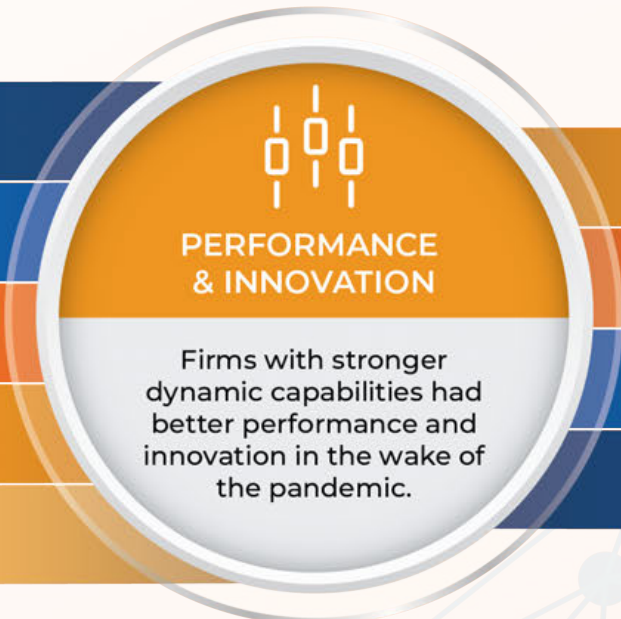 PERFORMANCE
& INNOVATION
Firms with stronger
dynamic capabilities had
better performance and
innovation in the wake of
the pandemic.